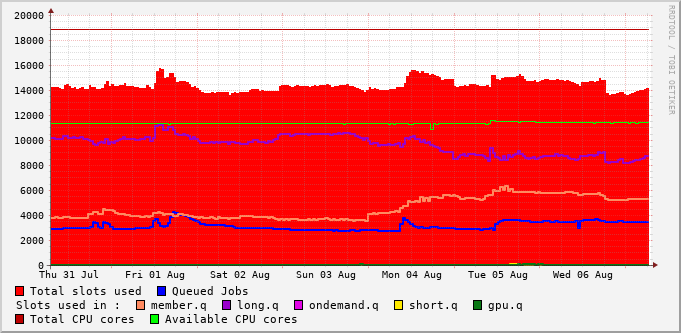 20000
18000
16000
14000
12000
10000
8000
6000
4000
2000
0
Thu 31 Jul Fri 01 Aug Sat 02 Aug Sun 03 Aug Mon 04 Aug Tue 05 Aug Wed 06 Aug
RRDTOOL / TOBI OETIKER
Total slots used Queued Jobs
Slots used in : member.q long.q ondemand.q short.q gpu.q
Total CPU cores Available CPU cores